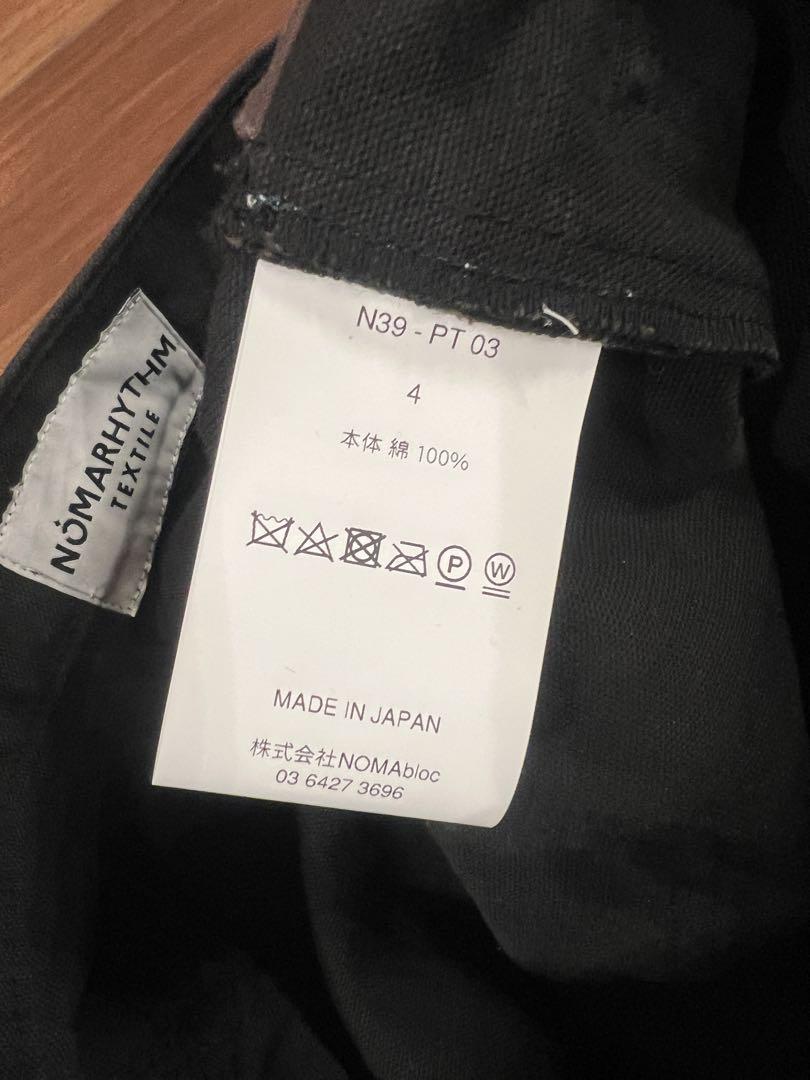 NOMARHYTHM
TEXTILE
N39 - PT 03
4
本体 綿 100%
P
W
MADE IN JAPAN
株式会社NOMAbloc
03 6427 3696